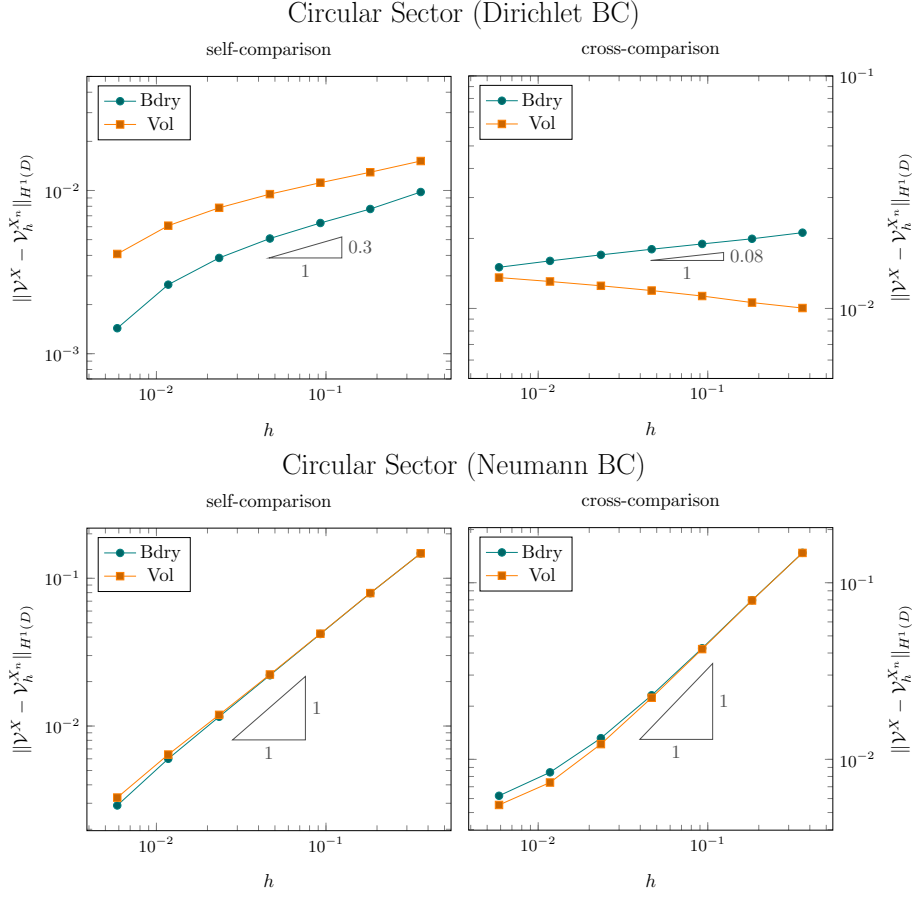 Circular Sector (Dirichlet BC)
self-comparison
cross-comparison
Bdry
Vol
10^{-2}
10^{-3}
0.3
1
10^{-2}
10^{-1}
h
||𝒱^X − 𝒱_h^{X_n}||_{H^1(D)}
Bdry
Vol
10^{-1}
10^{-2}
0.08
1
10^{-2}
10^{-1}
h
||𝒱^X − 𝒱_h^{X_n}||_{H^1(D)}
Circular Sector (Neumann BC)
self-comparison
cross-comparison
Bdry
Vol
10^{-1}
10^{-2}
1
1
10^{-2}
10^{-1}
h
||𝒱^X − 𝒱_h^{X_n}||_{H^1(D)}
Bdry
Vol
10^{-1}
10^{-2}
1
1
10^{-2}
10^{-1}
h
||𝒱^X − 𝒱_h^{X_n}||_{H^1(D)}